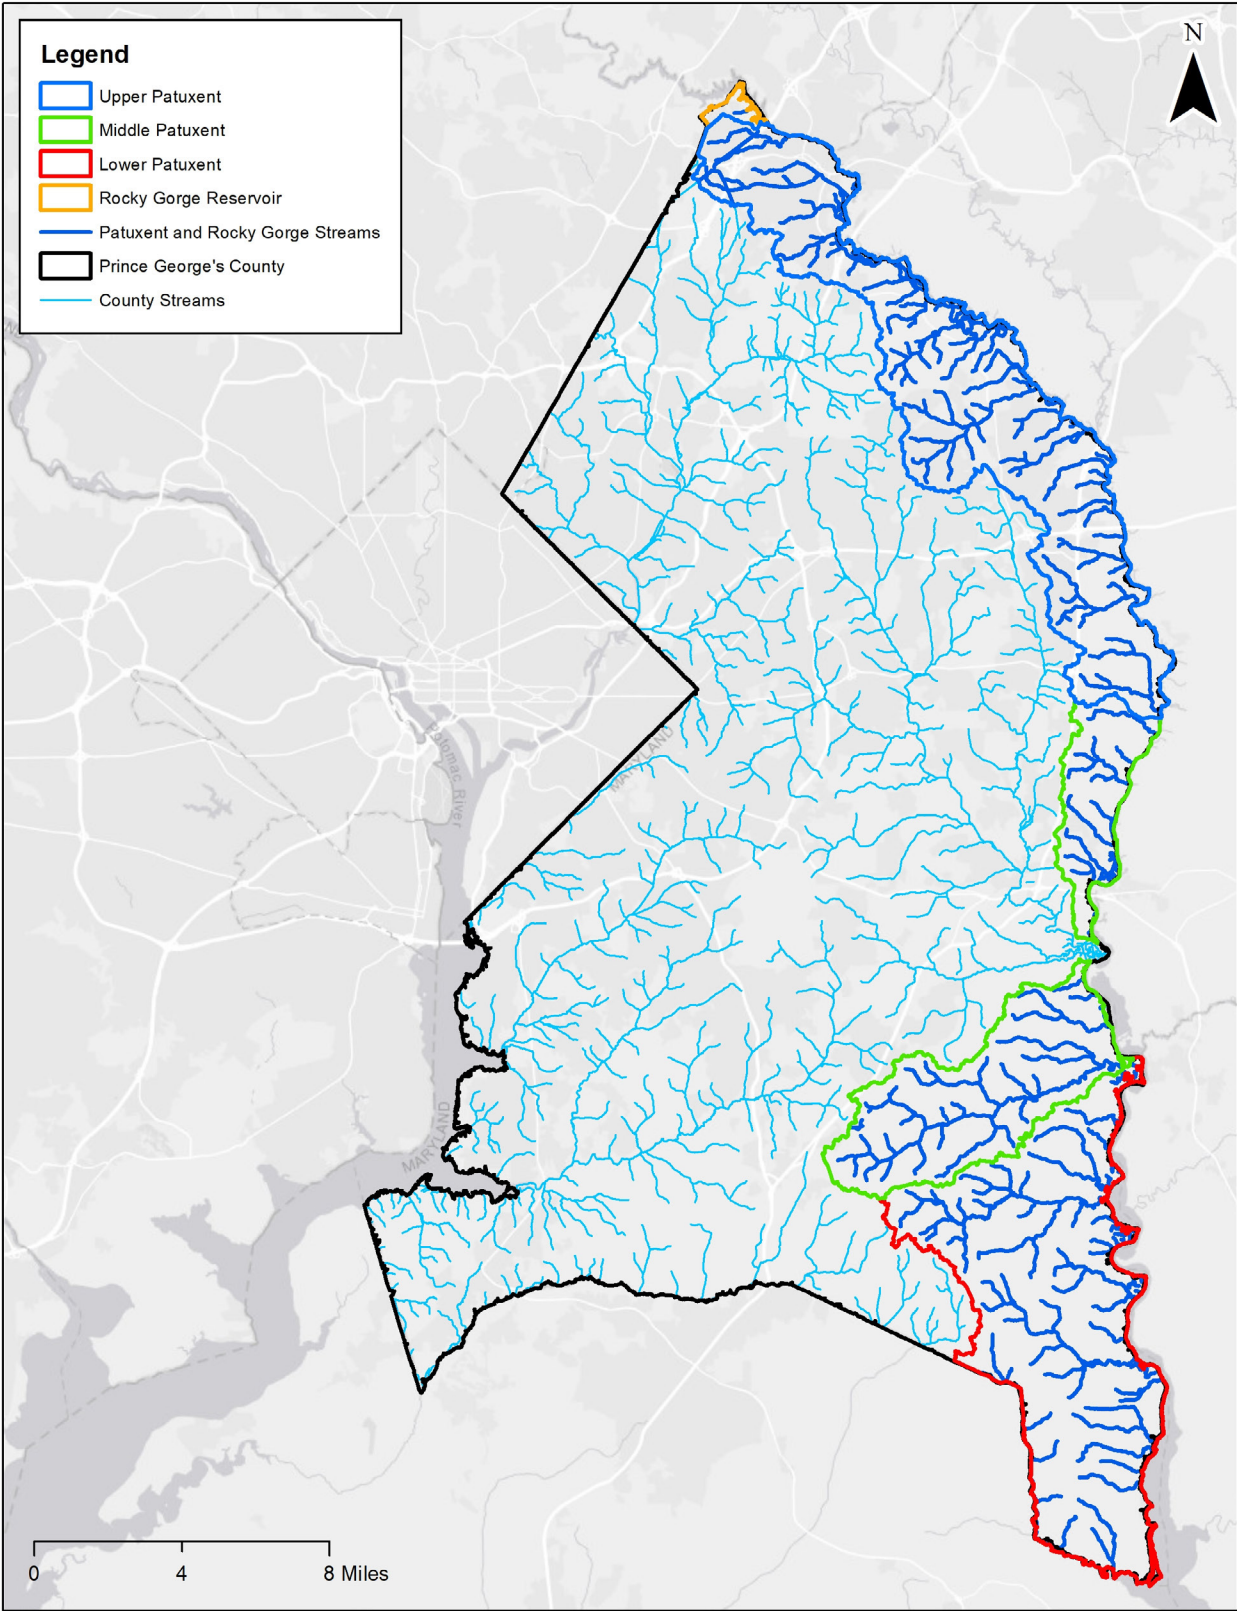 Legend
Upper Patuxent
Middle Patuxent
Lower Patuxent
Rocky Gorge Reservoir
Patuxent and Rocky Gorge Streams
Prince George's County
County Streams
N
Potomac River
MARYLAND
MARYLAND
0 4 8 Miles